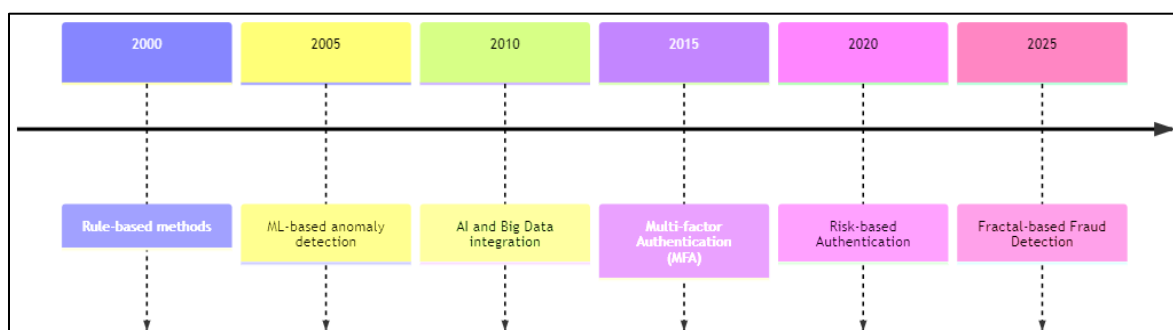 2000
2005
2010
2015
2020
2025
Rule-based methods
ML-based anomaly
detection
AI and Big Data
integration
Multi-factor
Authentication
(MFA)
Risk-based
Authentication
Fractal-based Fraud
Detection